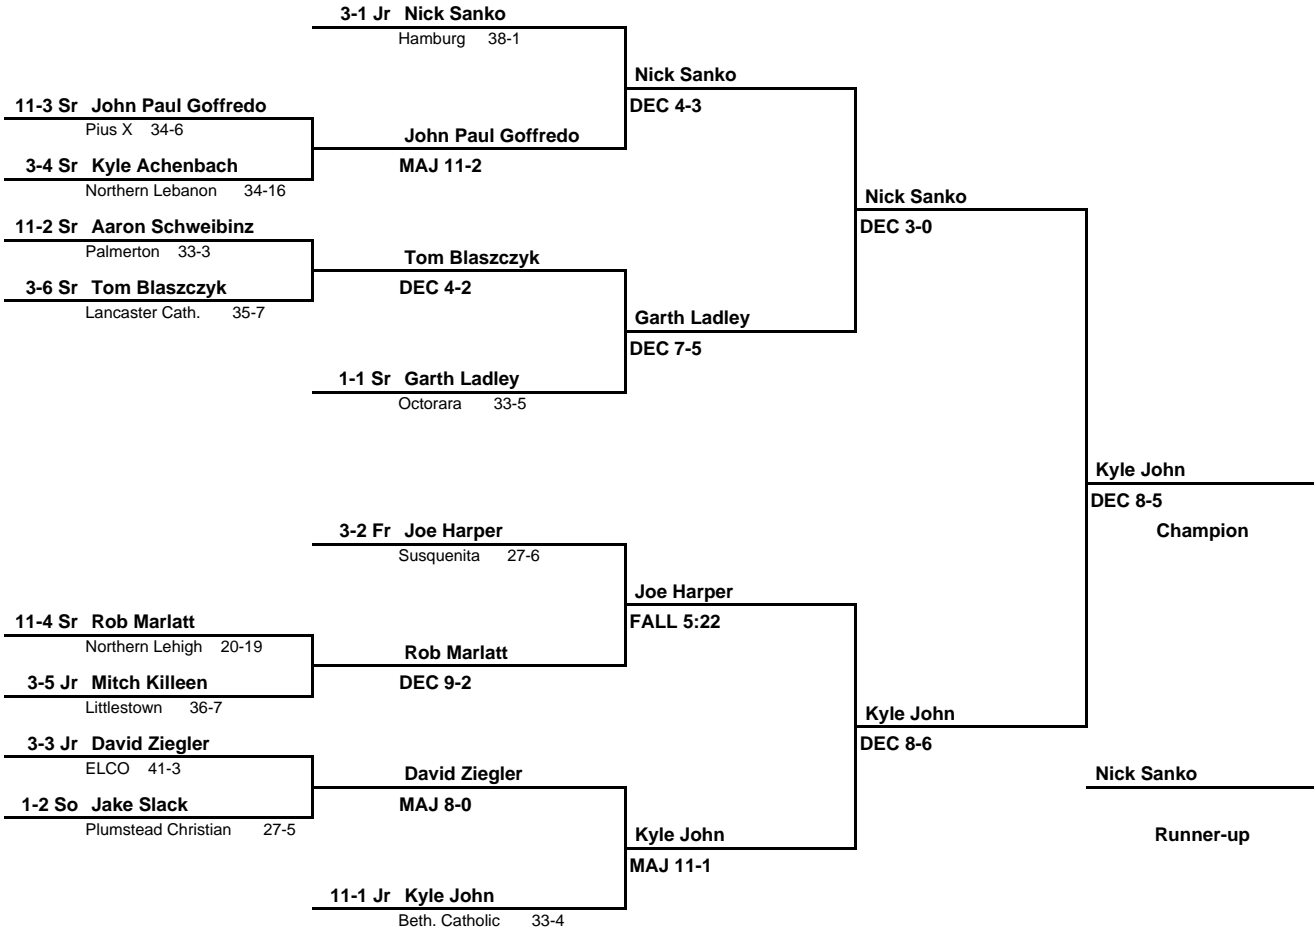 3-1 Jr Nick Sanko
Hamburg 38-1
Nick Sanko
11-3 Sr John Paul Goffredo
DEC 4-3
Pius X 34-6
John Paul Goffredo
3-4 Sr Kyle Achenbach
MAJ 11-2
Northern Lebanon 34-16
Nick Sanko
11-2 Sr Aaron Schweibinz
DEC 3-0
Palmerton 33-3
Tom Blaszczyk
3-6 Sr Tom Blaszczyk
DEC 4-2
Lancaster Cath. 35-7
Garth Ladley
DEC 7-5
1-1 Sr Garth Ladley
Octorara 33-5
Kyle John
DEC 8-5
3-2 Fr Joe Harper
Champion
Susquenita 27-6
Joe Harper
11-4 Sr Rob Marlatt
FALL 5:22
Northern Lehigh 20-19
Rob Marlatt
3-5 Jr Mitch Killeen
DEC 9-2
Littlestown 36-7
Kyle John
3-3 Jr David Ziegler
DEC 8-6
ELCO 41-3
David Ziegler
Nick Sanko
1-2 So Jake Slack
MAJ 8-0
Plumstead Christian 27-5
Kyle John
Runner-up
MAJ 11-1
11-1 Jr Kyle John
Beth. Catholic 33-4